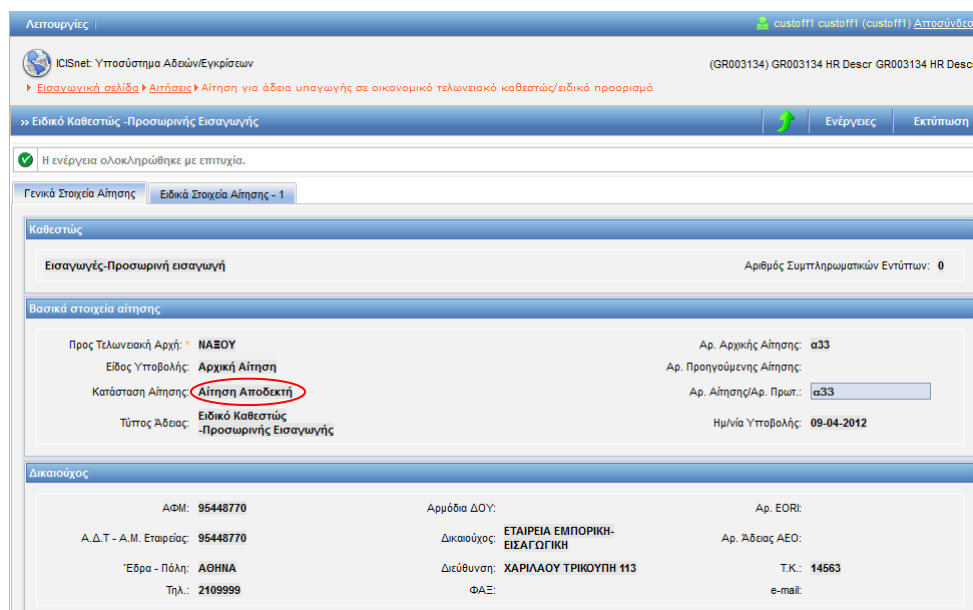 Λειτουργίες
custoff1 custoff1 (custoff1) Αποσύνδεσ
ICISnet: Υποσύστημα Αδειών/Εγκρίσεων
(GR003134) GR003134 HR Descr GR003134 HR Descr
Εισαγωγική σελίδα Αιτήσεις Αίτηση για άδεια υπαγωγής σε οικονομικό τελωνειακό καθεστώς/ειδικό προορισμό
» Ειδικό Καθεστώς -Προσωρινής Εισαγωγής Ενέργειες Εκτύπωση
Η ενέργεια ολοκληρώθηκε με επιτυχία.
Γενικά Στοιχεία Αίτησης Ειδικά Στοιχεία Αίτησης - 1
Καθεστώς
Εισαγωγές-Προσωρινή εισαγωγή Αριθμός Συμπληρωματικών Εντύπων: 0
Βασικά στοιχεία αίτησης
Προς Τελωνειακή Αρχή: * ΝΑΞΟΥ Αρ. Αρχικής Αίτησης: α33
Είδος Υποβολής: Αρχική Αίτηση Αρ. Προηγούμενης Αίτησης:
Κατάσταση Αίτησης: Αίτηση Αποδεκτή Αρ. Αίτησης/Αρ. Πρωτ.: α33
Τύπος Άδειας: Ειδικό Καθεστώς -Προσωρινής Εισαγωγής Ημ/νία Υποβολής: 09-04-2012
Δικαιούχος
ΑΦΜ: 95448770 Αρμόδια ΔΟΥ: Αρ. EORI:
Α.Δ.Τ - Α.Μ. Εταιρείας: 95448770 Δικαιούχος: ΕΤΑΙΡΕΙΑ ΕΜΠΟΡΙΚΗ-ΕΙΣΑΓΩΓΙΚΗ Αρ. Άδειας ΑΕΟ:
Έδρα - Πόλη: ΑΘΗΝΑ Διεύθυνση: ΧΑΡΙΛΑΟΥ ΤΡΙΚΟΥΠΗ 113 Τ.Κ.: 14563
Τηλ.: 2109999 ΦΑΞ: e-mail: